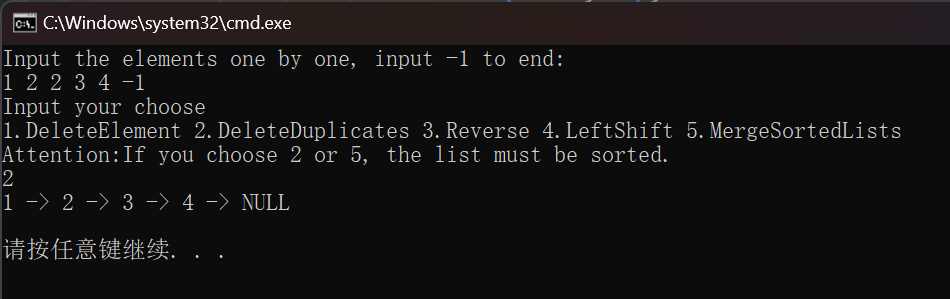 C:\Windows\system32\cmd.exe
Input the elements one by one, input -1 to end:
1 2 2 3 4 -1
Input your choose
1.DeleteElement 2.DeleteDuplicates 3.Reverse 4.LeftShift 5.MergeSortedLists
Attention:If you choose 2 or 5, the list must be sorted.
2
1 -> 2 -> 3 -> 4 -> NULL
请按任意键继续. . .